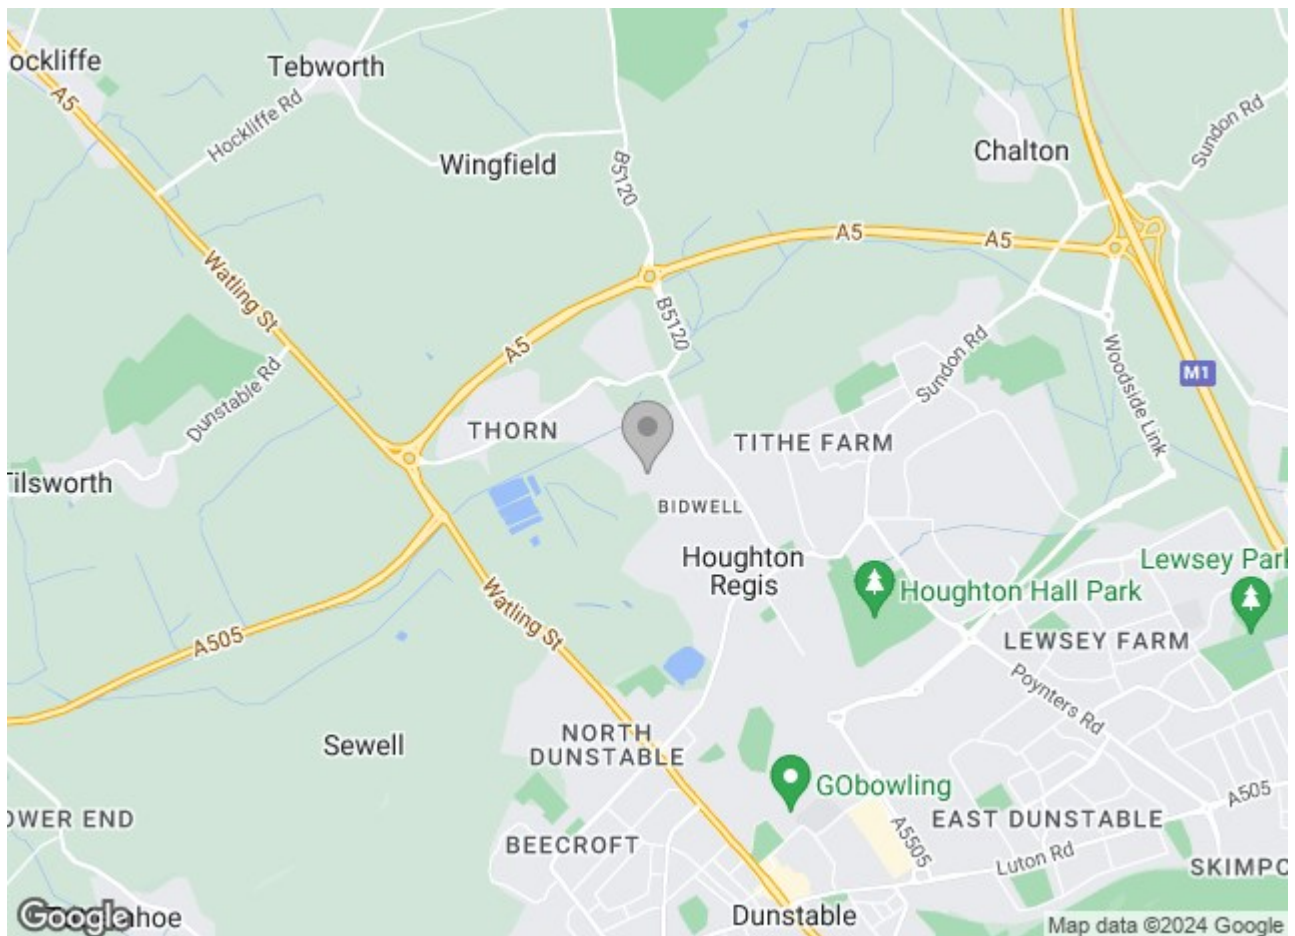 ockliffe
Tebworth
A5
Hockliffe Rd
Wingfield
B5120
Chalton
Sundon Rd
A5
A5
Watling St
B5120
A5
Sundon Rd
Woodside Link
M1
Dunstable Rd
THORN
TITHE FARM
Tilsworth
BIDWELL
Houghton
Regis
Lewsey Park
Houghton Hall Park
Watling St
A505
LEWSEY FARM
Poynters Rd
Sewell
NORTH
DUNSTABLE
GObowling
A505
OWER END
EAST DUNSTABLE
A5505
BEECROFT
Luton Rd
SKIMPO
Google
ahoe
Dunstable
Map data ©2024 Google